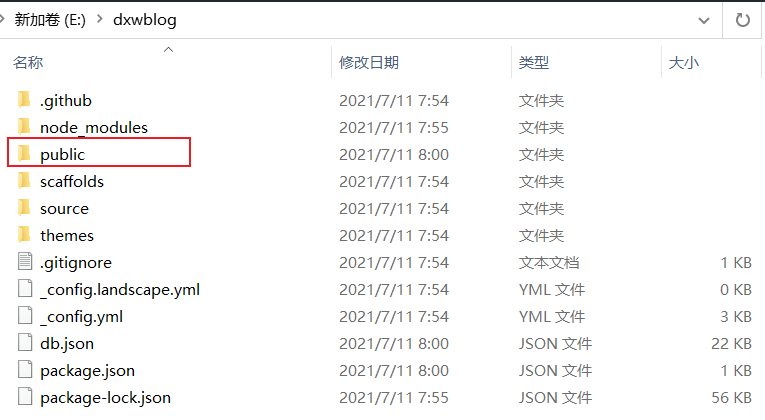 新加卷 (E:) > dxwblog
名称 修改日期 类型 大小
.github 2021/7/11 7:54 文件夹
node_modules 2021/7/11 7:55 文件夹
public 2021/7/11 8:00 文件夹
scaffolds 2021/7/11 7:54 文件夹
source 2021/7/11 7:54 文件夹
themes 2021/7/11 7:54 文件夹
.gitignore 2021/7/11 7:54 文本文档 1 KB
_config.landscape.yml 2021/7/11 7:54 YML 文件 0 KB
_config.yml 2021/7/11 7:54 YML 文件 3 KB
db.json 2021/7/11 8:00 JSON 文件 22 KB
package.json 2021/7/11 8:00 JSON 文件 1 KB
package-lock.json 2021/7/11 7:55 JSON 文件 56 KB